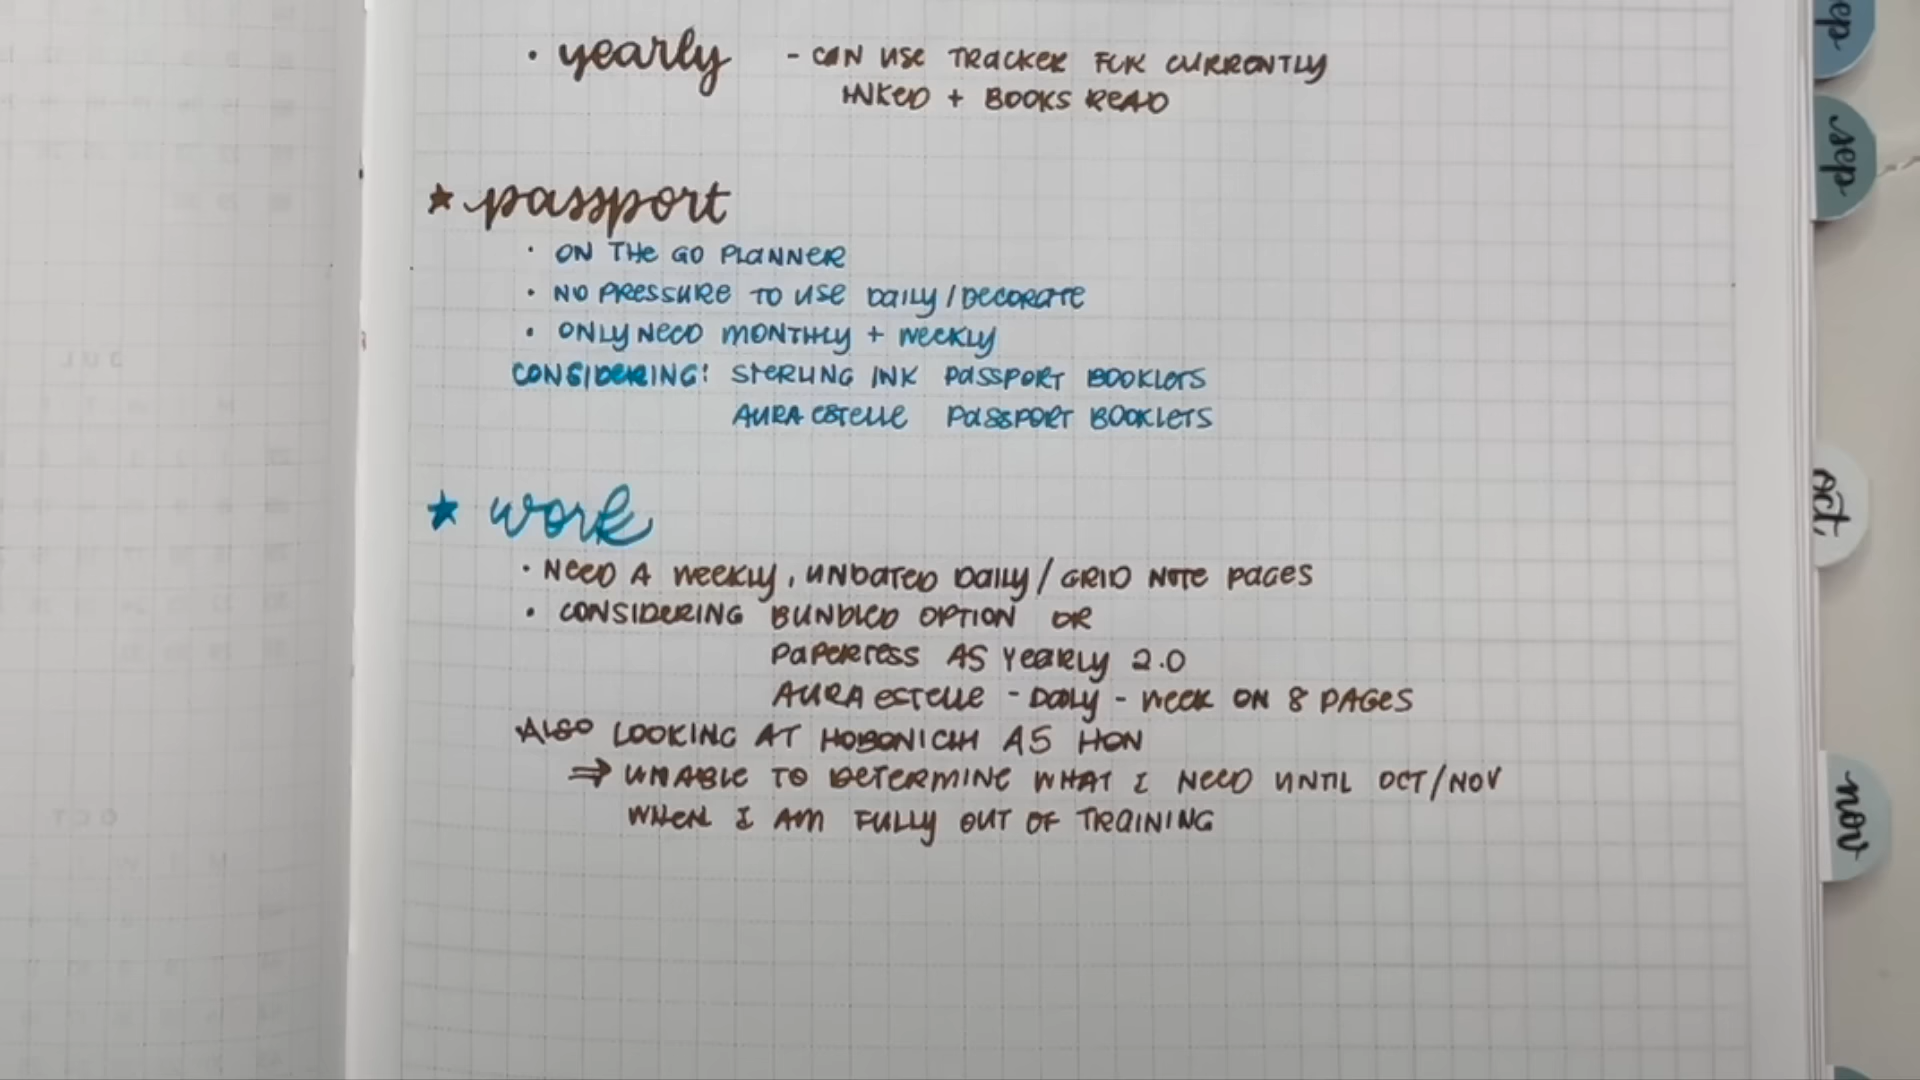 • yearly - CAN USE TRACKER FOR CURRENTLY
INKED + BOOKS READ
★ passport
• ON THE GO PLANNER
• NO PRESSURE TO USE DAILY/DECORATE
• ONLY NEED MONTHLY + WEEKLY
CONSIDERING: STERLING INK PASSPORT BOOKLETS
AURA ESTELLE PASSPORT BOOKLETS
★ work
• NEED A WEEKLY, UNDATED DAILY/GRID NOTE PAGES
• CONSIDERING BUNDLED OPTION OR
AS YEARLY 2.0
AURA ESTELLE - DAILY - WEEK ON 8 PAGES
ALSO LOOKING AT HOBONICHI A5 HON
⇒ UNABLE TO DETERMINE WHAT I NEED UNTIL OCT/NOV
WHEN I AM FULLY OUT OF TRAINING
sep
sep
oct
nov
JUL
OCT